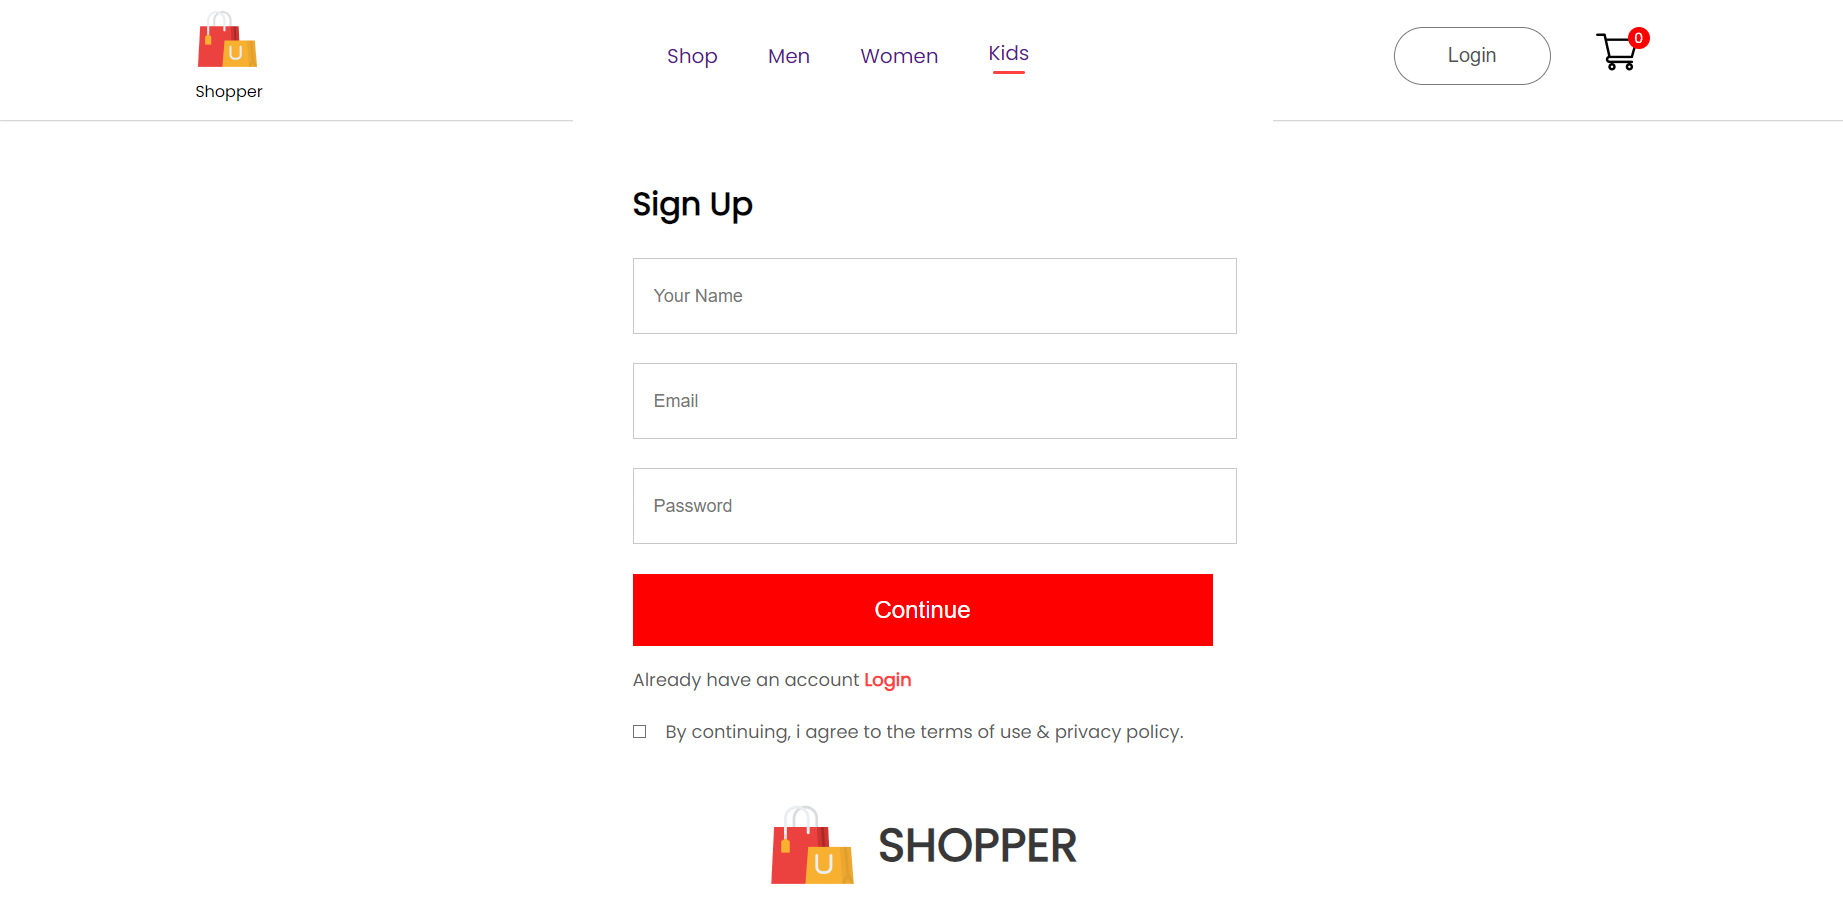 Shopper
Shop Men Women Kids
Login
0
Sign Up
Your Name
Email
Password
Continue
Already have an account Login
By continuing, i agree to the terms of use & privacy policy.
U
SHOPPER